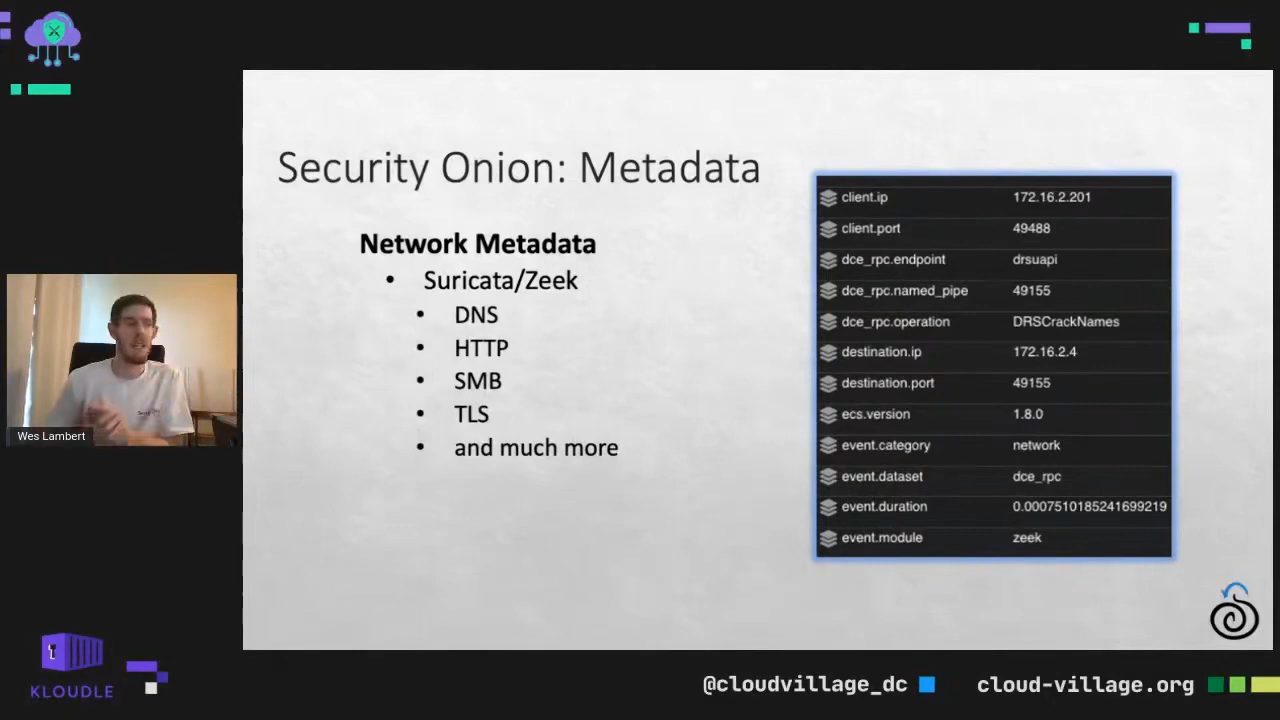 Security Onion: Metadata
Network Metadata
• Suricata/Zeek
• DNS
• HTTP
• SMB
• TLS
• and much more
client.ip 172.16.2.201
client.port 49488
dce_rpc.endpoint drsuapi
dce_rpc.named_pipe 49155
dce_rpc.operation DRSCrackNames
destination.ip 172.16.2.4
destination.port 49155
ecs.version 1.8.0
event.category network
event.dataset dce_rpc
event.duration 0.0007510185241699219
event.module zeek
Wes Lambert
KLOUDLE
@cloudvillage_dc
cloud-village.org